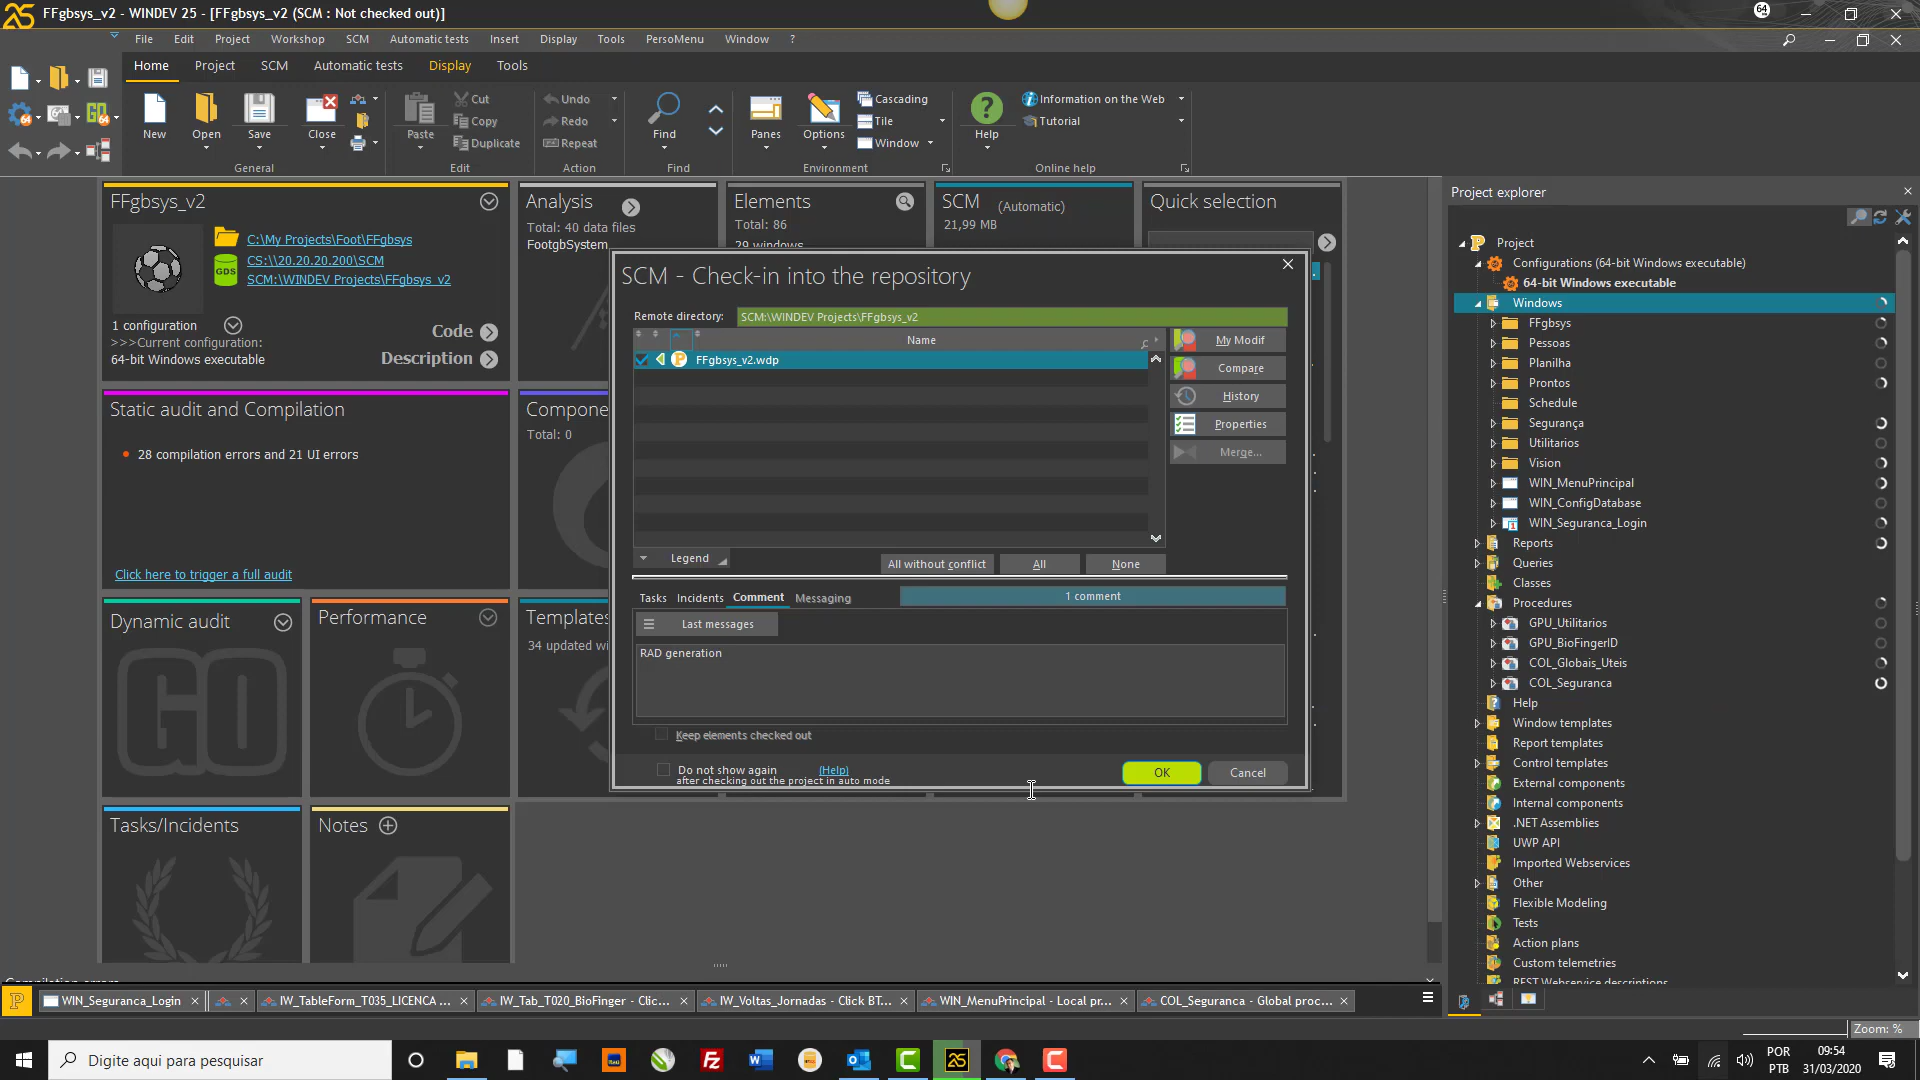 FFgbsys_v2 - WINDEV 25 - [FFgbsys_v2 (SCM : Not checked out)]
64
File Edit Project Workshop SCM Automatic tests Insert Display Tools PersoMenu Window ?
Home Project SCM Automatic tests Display Tools
New Open Save Close Paste Cut Copy Duplicate Undo Redo Repeat Find Panes Options Cascading Tile Window Help Information on the Web Tutorial
General Edit Action Find Environment Online help
FFgbsys_v2
C:\My Projects\Foot\FFgbsys
CS:\\20.20.20.200\SCM
SCM:\WINDEV Projects\FFgbsys_v2
GDS
1 configuration
>>>Current configuration:
64-bit Windows executable
Code
Description
Analysis
Total: 40 data files
FootgbSystem
Elements
Total: 86
29 windows
SCM (Automatic)
21,99 MB
Quick selection
Static audit and Compilation
28 compilation errors and 21 UI errors
Click here to trigger a full audit
Compone
Total: 0
Dynamic audit
GO
Performance
Templates
34 updated wi
Tasks/Incidents
Notes
SCM - Check-in into the repository
Remote directory: SCM:\WINDEV Projects\FFgbsys_v2
Name
FFgbsys_v2.wdp
My Modif
Compare
History
Properties
Merge...
Legend All without conflict All None
Tasks Incidents Comment Messaging 1 comment
Last messages
RAD generation
Keep elements checked out
Do not show again (Help)
after checking out the project in auto mode
OK Cancel
Project explorer
Project
Configurations (64-bit Windows executable)
64-bit Windows executable
Windows
FFgbsys
Pessoas
Planilha
Prontos
Schedule
Segurança
Utilitarios
Vision
WIN_MenuPrincipal
WIN_ConfigDatabase
WIN_Seguranca_Login
Reports
Queries
Classes
Procedures
GPU_Utilitarios
GPU_BioFingerID
COL_Globais_Uteis
COL_Seguranca
Help
Window templates
Report templates
Control templates
External components
Internal components
.NET Assemblies
UWP API
Imported Webservices
Other
Flexible Modeling
Tests
Action plans
Custom telemetries
REST Webservice descriptions
Compilation errors
WIN_Seguranca_Login IW_TableForm_T035_LICENCA ... IW_Tab_T020_BioFinger - Clic... IW_Voltas_Jornadas - Click BT... WIN_MenuPrincipal - Local pr... COL_Seguranca - Global proc...
Zoom: %
Digite aqui para pesquisar
POR
PTB
09:54
31/03/2020